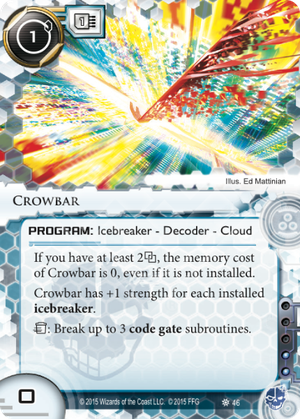 1
1
Illus. Ed Mattinian
CROWBAR
PROGRAM: Icebreaker - Decoder - Cloud
If you have at least 2, the memory cost
of Crowbar is 0, even if it is not installed.
Crowbar has +1 strength for each installed
icebreaker.
: Break up to 3 code gate subroutines.
0
© 2015 Wizards of the Coast LLC. © 2015 FFG 46